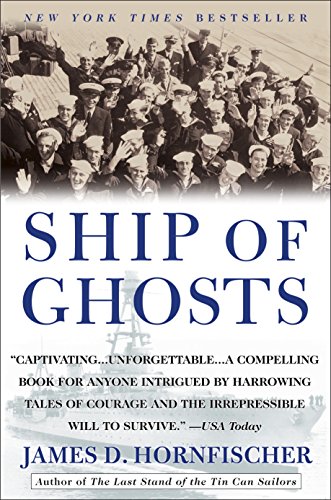 NEW YORK TIMES BESTSELLER
SHIP OF
GHOSTS
“CAPTIVATING...UNFORGETTABLE...A COMPELLING
BOOK FOR ANYONE INTRIGUED BY HARROWING
TALES OF COURAGE AND THE IRREPRESSIBLE
WILL TO SURVIVE.” —USA Today
JAMES D. HORNFISCHER
Author of The Last Stand of the Tin Can Sailors